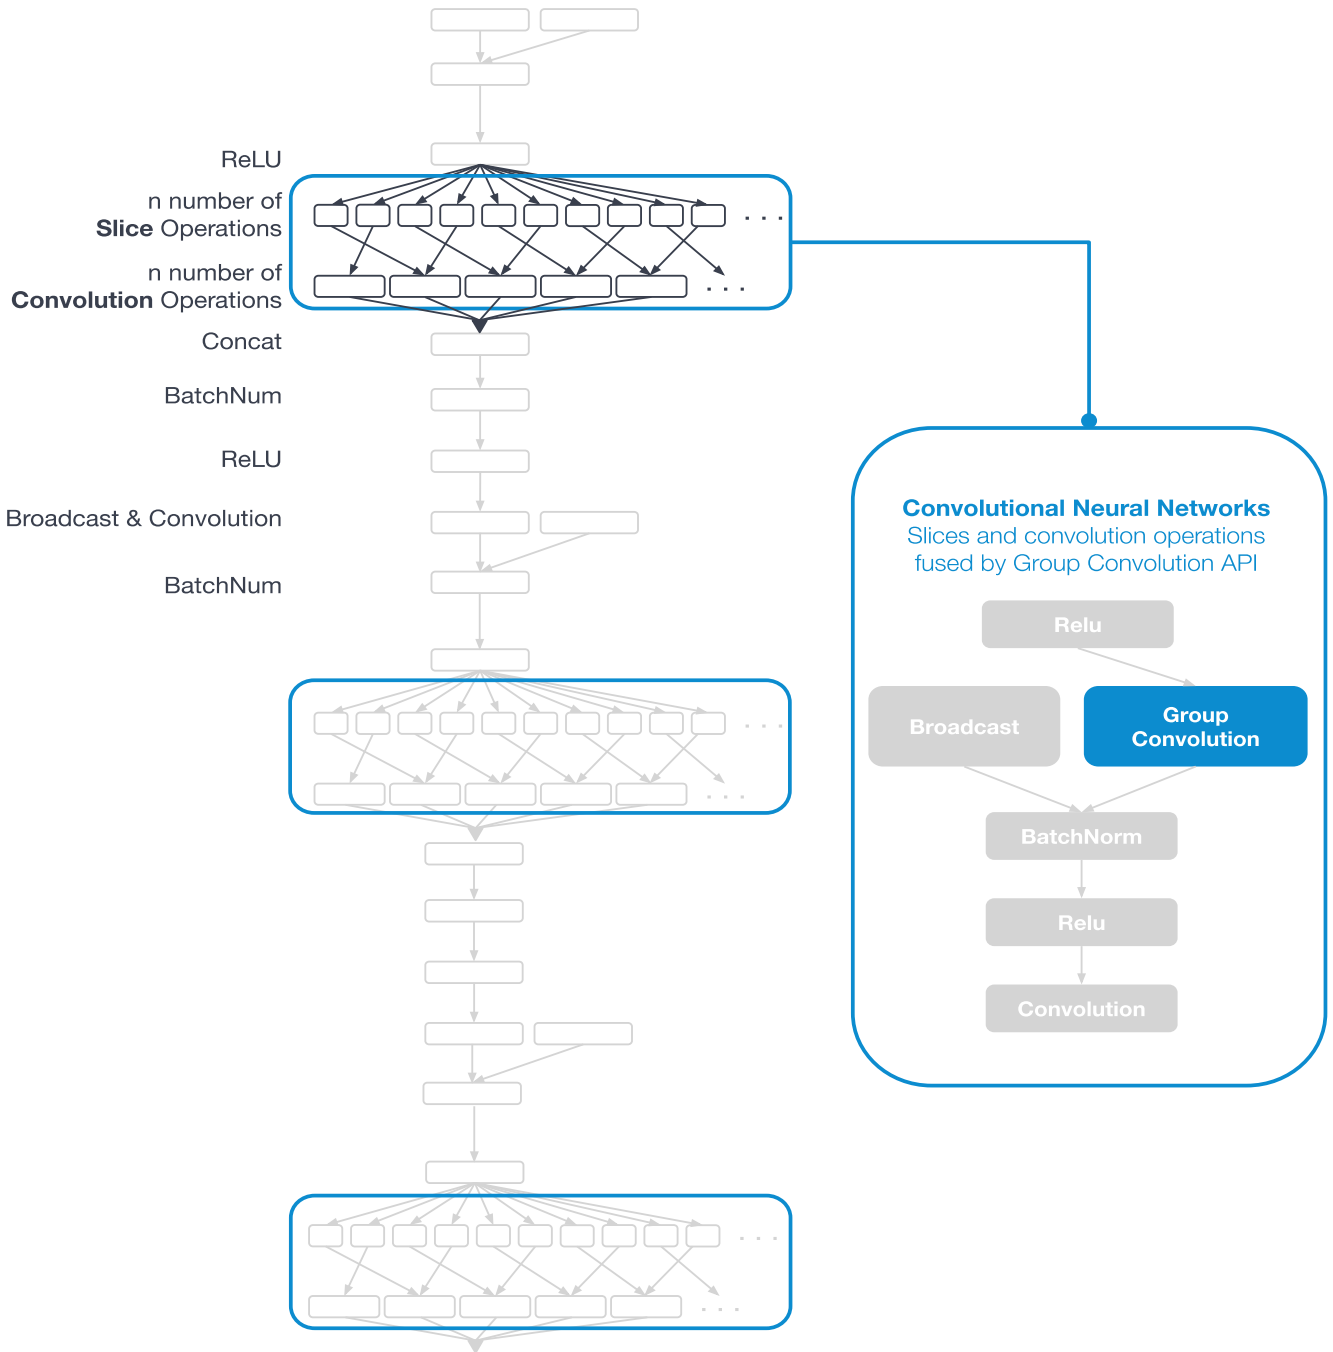 ReLU
n number of
Slice Operations
n number of
Convolution Operations
Concat
BatchNum
ReLU
Broadcast & Convolution
BatchNum
Convolutional Neural Networks
Slices and convolution operations
fused by Group Convolution API
Relu
Broadcast
Group
Convolution
BatchNorm
Relu
Convolution